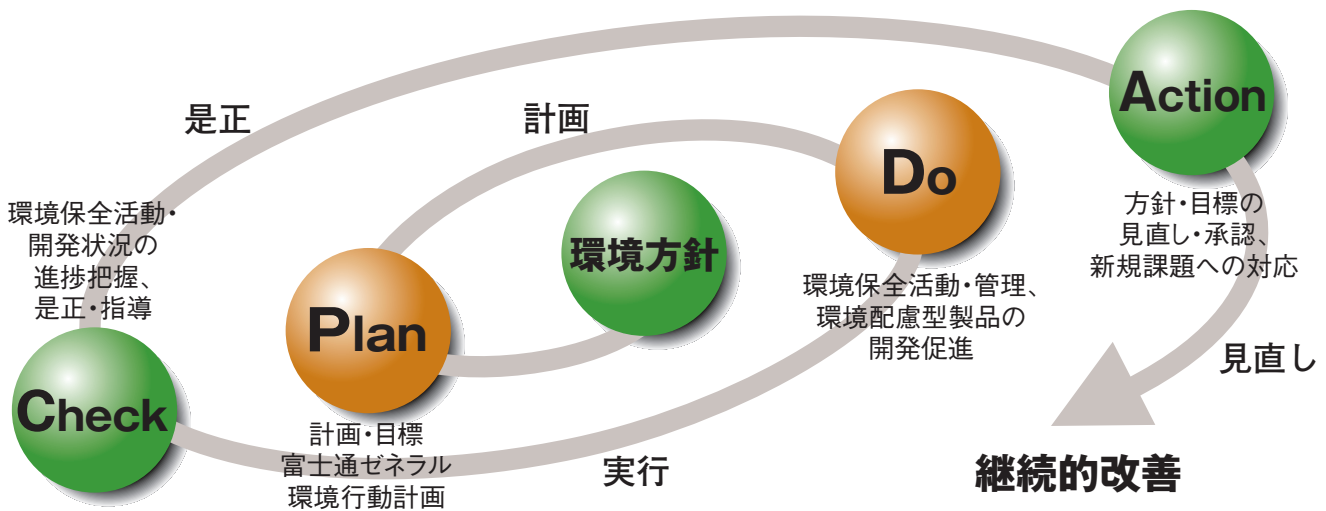 是正
計画
Action
Do
環境方針
Plan
Check
環境保全活動・
開発状況の
進捗把握、
是正・指導
方針・目標の
見直し・承認、
新規課題への対応
環境保全活動・管理、
環境配慮型製品の
開発促進
見直し
計画・目標
富士通ゼネラル
環境行動計画
実行
継続的改善